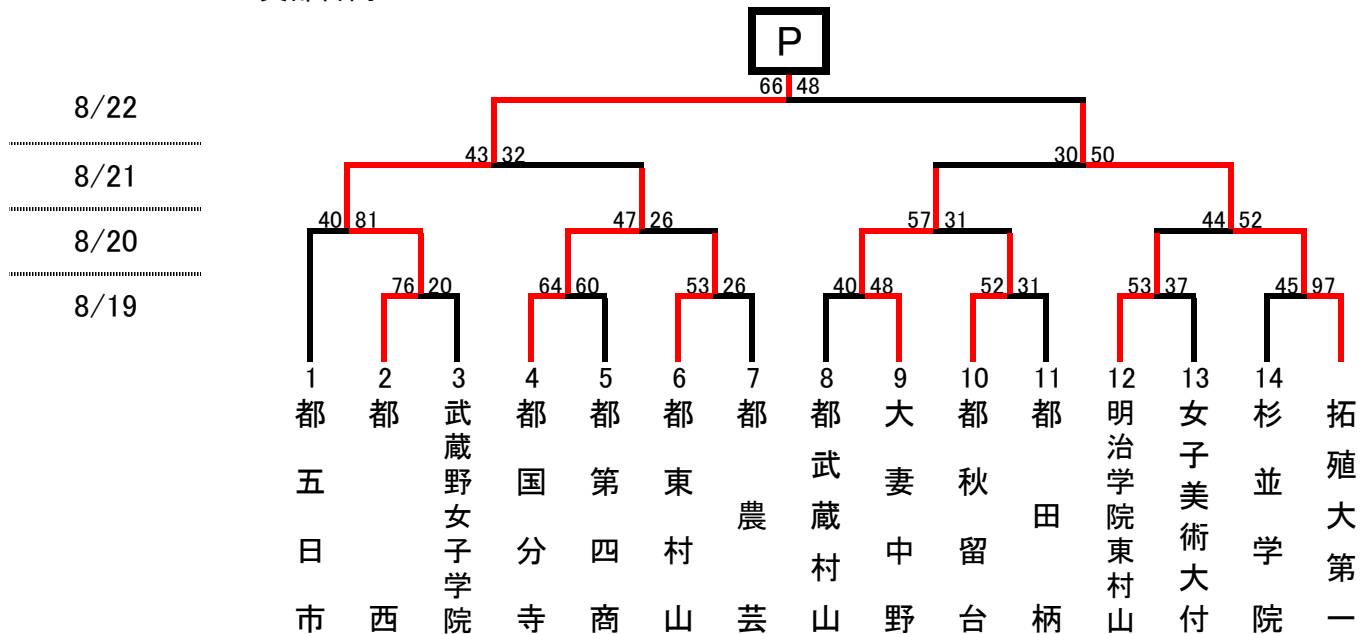 P
66 48
8/22
43 32 30 50
8/21
40 81 47 26 57 31 44 52
8/20
76 20 64 60 53 26 40 48 52 31 53 37 45 97
8/19
1 2 3 4 5 6 7 8 9 10 11 12 13 14
都五日市
都西
武蔵野女子学院
都国分寺
都第四商
都東村山
都農芸
都武蔵村山
大妻中野
都秋留台
都田柄
明治学院東村山
女子美術大付
杉並学院
拓殖大第一